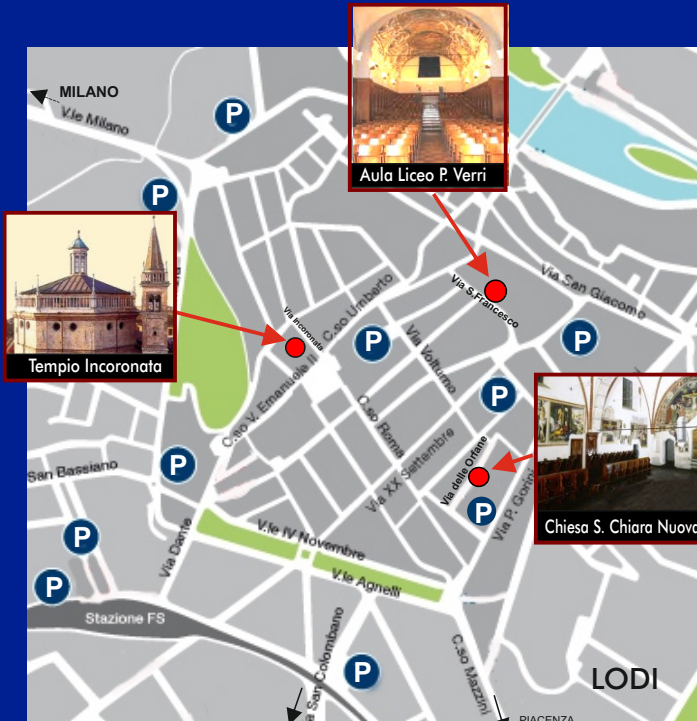 MILANO
V.le Milano
P
P
Aula Liceo P. Verri
Tempio Incoronata
Via Incoronata
C.so Umberto
C.so V. Emanuele II
Via S.Francesco
Via San Giacomo
P
P
Via Volturno
C.so Roma
P
Via XX Settembre
Via delle Orfane
P
Via P. Gorini
Chiesa S. Chiara Nuova
San Bassiano
P
P
P
Via Dante
V.le IV Novembre
V.le Agnelli
Stazione FS
San Colombano
P
C.so Mazzini
LODI
PIACENZA